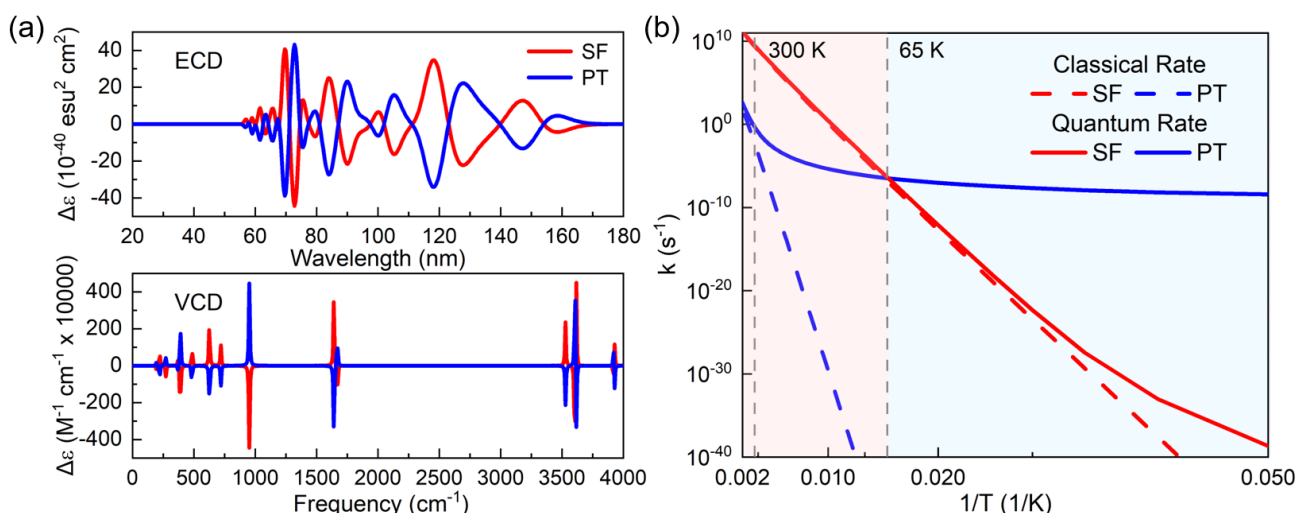 (a)
ECD
SF
PT
40
20
0
-20
-40
Δε (10⁻⁴⁰ esu² cm²)
20 40 60 80 100 120 140 160 180
Wavelength (nm)
VCD
400
200
0
-200
-400
Δε (M⁻¹ cm⁻¹ x 10000)
0 500 1000 1500 2000 2500 3000 3500 4000
Frequency (cm⁻¹)
(b)
300 K 65 K
Classical Rate
SF PT
Quantum Rate
SF PT
10¹⁰
10⁰
10⁻¹⁰
10⁻²⁰
10⁻³⁰
10⁻⁴⁰
k (s⁻¹)
0.002 0.010 0.020 0.050
1/T (1/K)